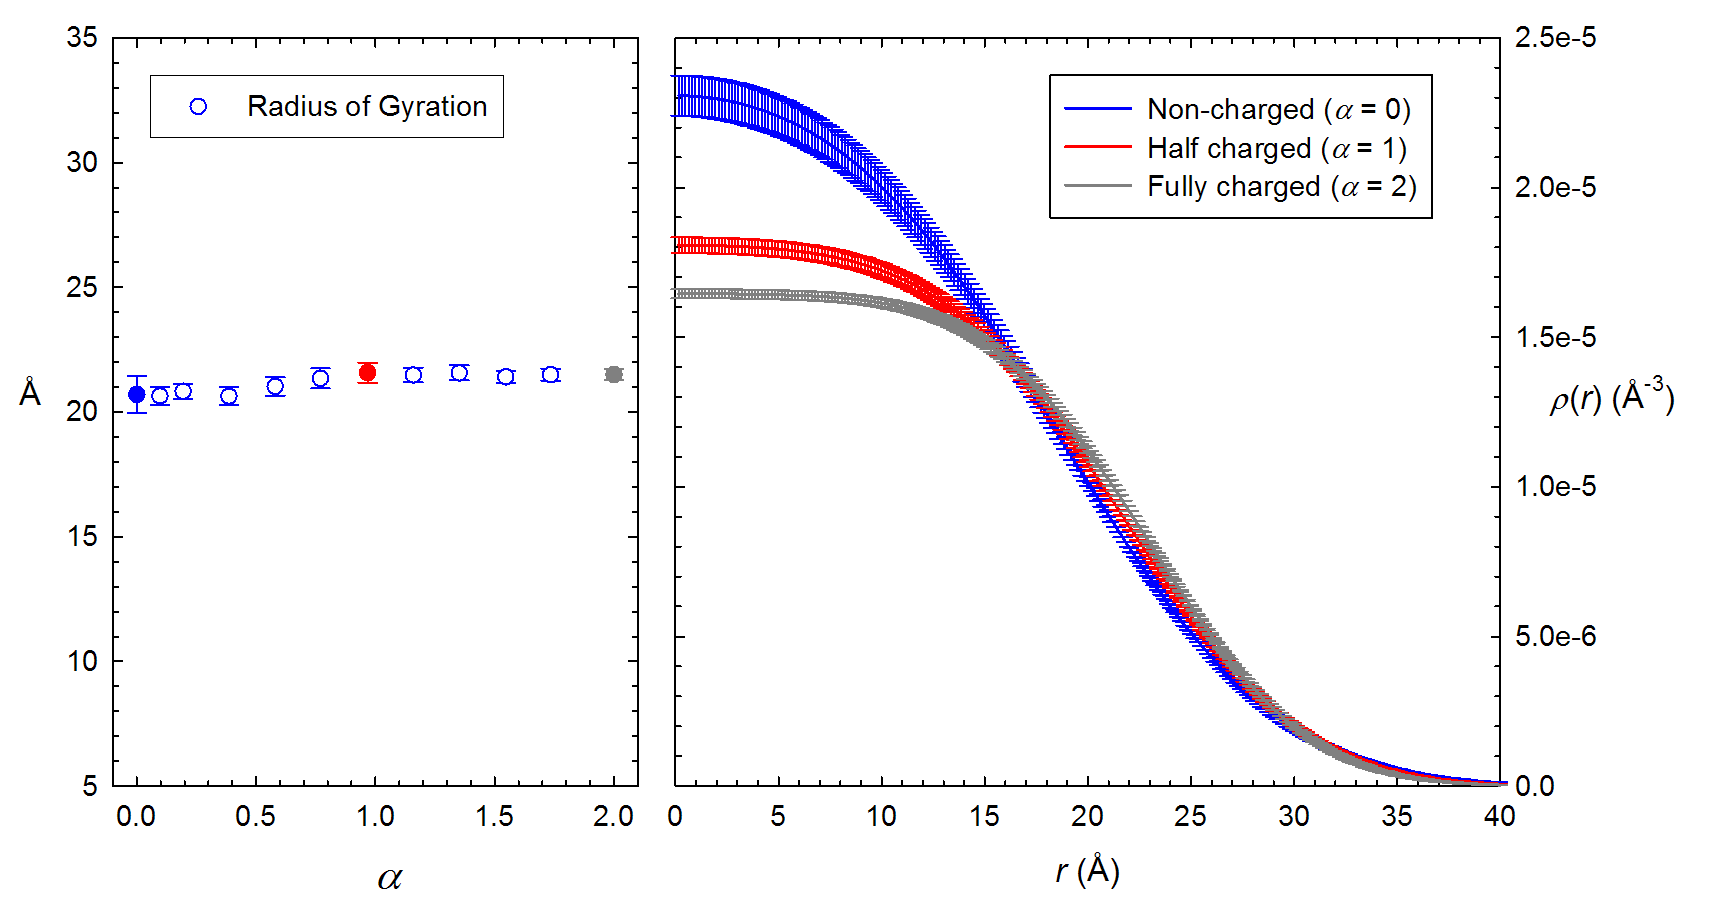 35
30
25
20
15
10
5
Å
Radius of Gyration
0.0 0.5 1.0 1.5 2.0
α
Non-charged (α = 0)
Half charged (α = 1)
Fully charged (α = 2)
2.5e-5
2.0e-5
1.5e-5
1.0e-5
5.0e-6
0.0
ρ(r) (Å⁻³)
0 5 10 15 20 25 30 35 40
r (Å)